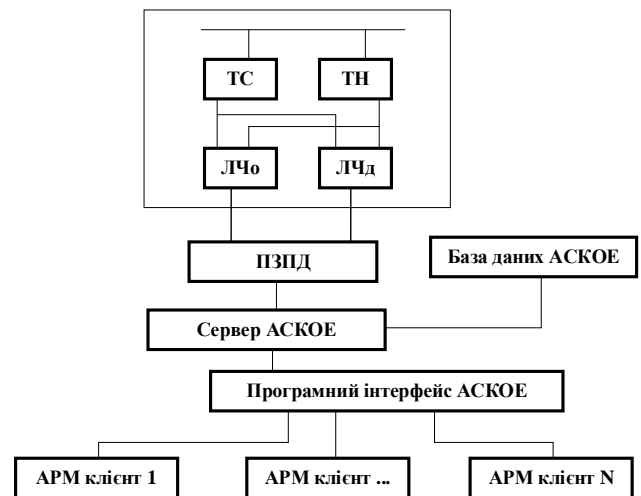 ТС
ТН
ЛЧо
ЛЧд
ПЗПД
База даних АСКОЕ
Сервер АСКОЕ
Програмний інтерфейс АСКОЕ
АРМ клієнт 1
АРМ клієнт ...
АРМ клієнт N